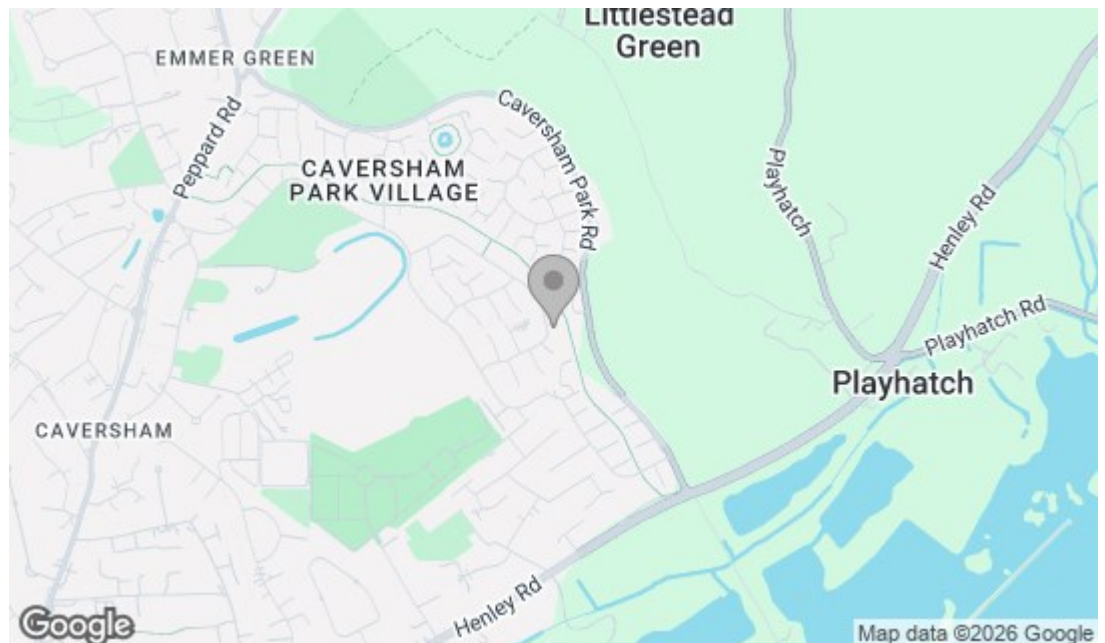 Littlestead
Green
EMMER GREEN
Peppard Rd
Caversham Park Rd
CAVERSHAM
PARK VILLAGE
Playhatch
Henley Rd
Playhatch Rd
Playhatch
CAVERSHAM
Henley Rd
Google
Map data ©2026 Google